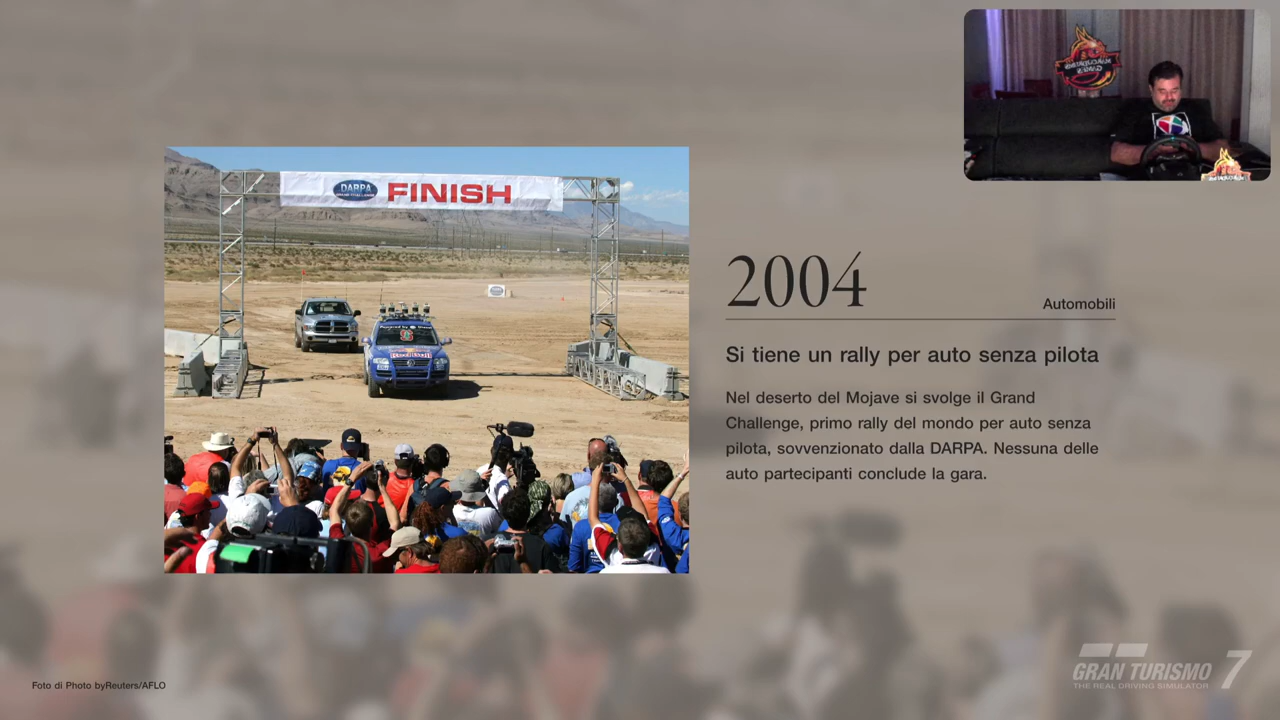 DARPA
FINISH
2004
Automobili
Si tiene un rally per auto senza pilota
Nel deserto del Mojave si svolge il Grand
Challenge, primo rally del mondo per auto senza
pilota, sovvenzionato dalla DARPA. Nessuna delle
auto partecipanti conclude la gara.
Foto di Photo byReuters/AFLO
GRAN TURISMO 7
THE REAL DRIVING SIMULATOR